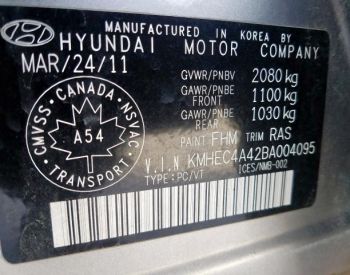 MANUFACTURED IN KOREA BY
HYUNDAI MOTOR COMPANY
MAR/24/11
GVWR/PNBV 2080 kg
GAWR/PNBE FRONT 1100 kg
GAWR/PNBE REAR 1030 kg
CMVSS · CANADA · NSVAC
A54
TRANSPORT
PAINT FHM TRIM RAS
V.I.N KMHEC4A42BA004095
TYPE:PC/VT ICES/NMB-002